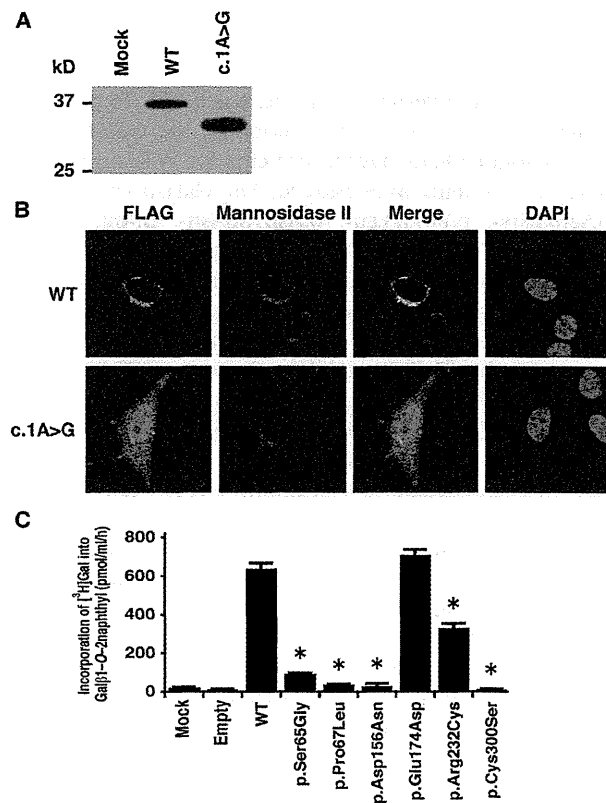 A
kD
Mock
WT
c.1A>G
37
25
B
FLAG Mannosidase II Merge DAPI
WT
c.1A>G
C
Incorporation of [³H]Gal into
Galβ1–O–2naphthyl (pmol/ml/h)
800
600
400
200
0
* * * * *
Mock
Empty
WT
p.Ser65Gly
p.Pro67Leu
p.Asp156Asn
p.Glu174Asp
p.Arg232Cys
p.Cys300Ser